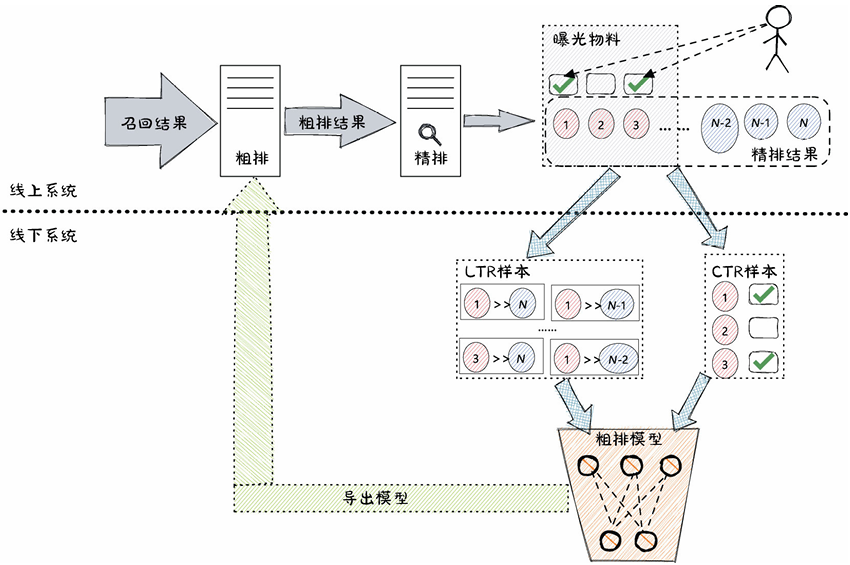 曝光物料
召回结果
粗排
粗排结果
精排
1
2
3
......
N-2
N-1
N
精排结果
线上系统
线下系统
LTR样本
1 >> N
1 >> N-1
......
3 >> N
1 >> N-2
CTR样本
1
2
3
粗排模型
导出模型